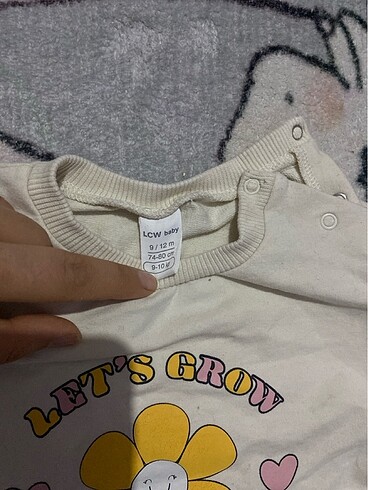 LCW baby
9 / 12 m
74-80 cm
9-10 kg
LET'S GROW